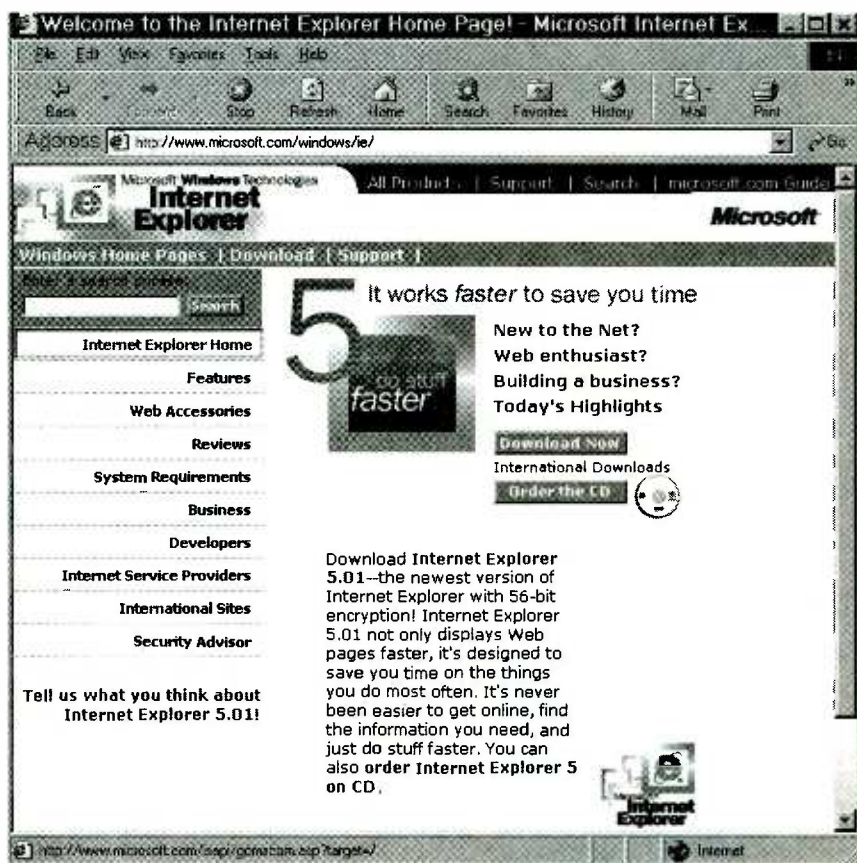 Welcome to the Internet Explorer Home Page! - Microsoft Internet Ex...
File Edit View Favorites Tools Help
Back Forward Stop Refresh Home Search Favorites History Mail Print
Address http://www.microsoft.com/windows/ie/ Go
Microsoft Windows Technologies
Internet
Explorer
All Products | Support | Search | microsoft.com Guide
Microsoft
Windows Home Pages | Download | Support |
Enter a search phrase:
Search
Internet Explorer Home
Features
Web Accessories
Reviews
System Requirements
Business
Developers
Internet Service Providers
International Sites
Security Advisor
Tell us what you think about
Internet Explorer 5.01!
5 It works faster to save you time
do stuff
faster
New to the Net?
Web enthusiast?
Building a business?
Today's Highlights
Download Now
International Downloads
Order the CD
Download Internet Explorer
5.01--the newest version of
Internet Explorer with 56-bit
encryption! Internet Explorer
5.01 not only displays Web
pages faster, it's designed to
save you time on the things
you do most often. It's never
been easier to get online, find
the information you need, and
just do stuff faster. You can
also order Internet Explorer 5
on CD.
Internet
Explorer
Internet